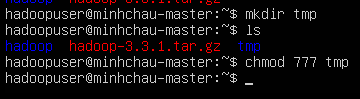 hadoopuser@minhchau-master:~$ mkdir tmp
hadoopuser@minhchau-master:~$ ls
hadoop hadoop-3.3.1.tar.gz tmp
hadoopuser@minhchau-master:~$ chmod 777 tmp
hadoopuser@minhchau-master:~$ _